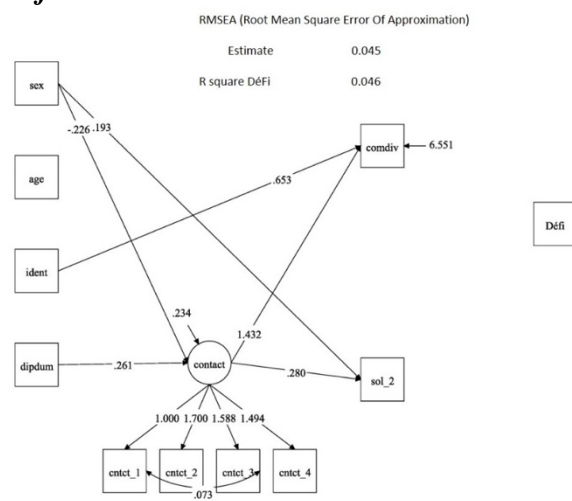 RMSEA (Root Mean Square Error Of Approximation)
Estimate 0.045
R square DéFi 0.046
sex
-.226 .193
comdiv
6.551
age
.653
Défi
ident
.234
1.432
dipdum
.261
contact
.280
sol_2
1.000 1.700 1.588 1.494
cntct_1 cntct_2 cntct_3 cntct_4
.073